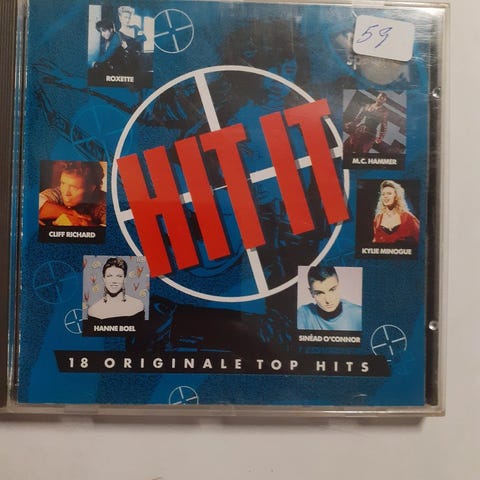 59
ROXETTE
HIT IT
M.C. HAMMER
CLIFF RICHARD
KYLIE MINOGUE
HANNE BOEL
SINÉAD O'CONNOR
18 ORIGINALE TOP HITS